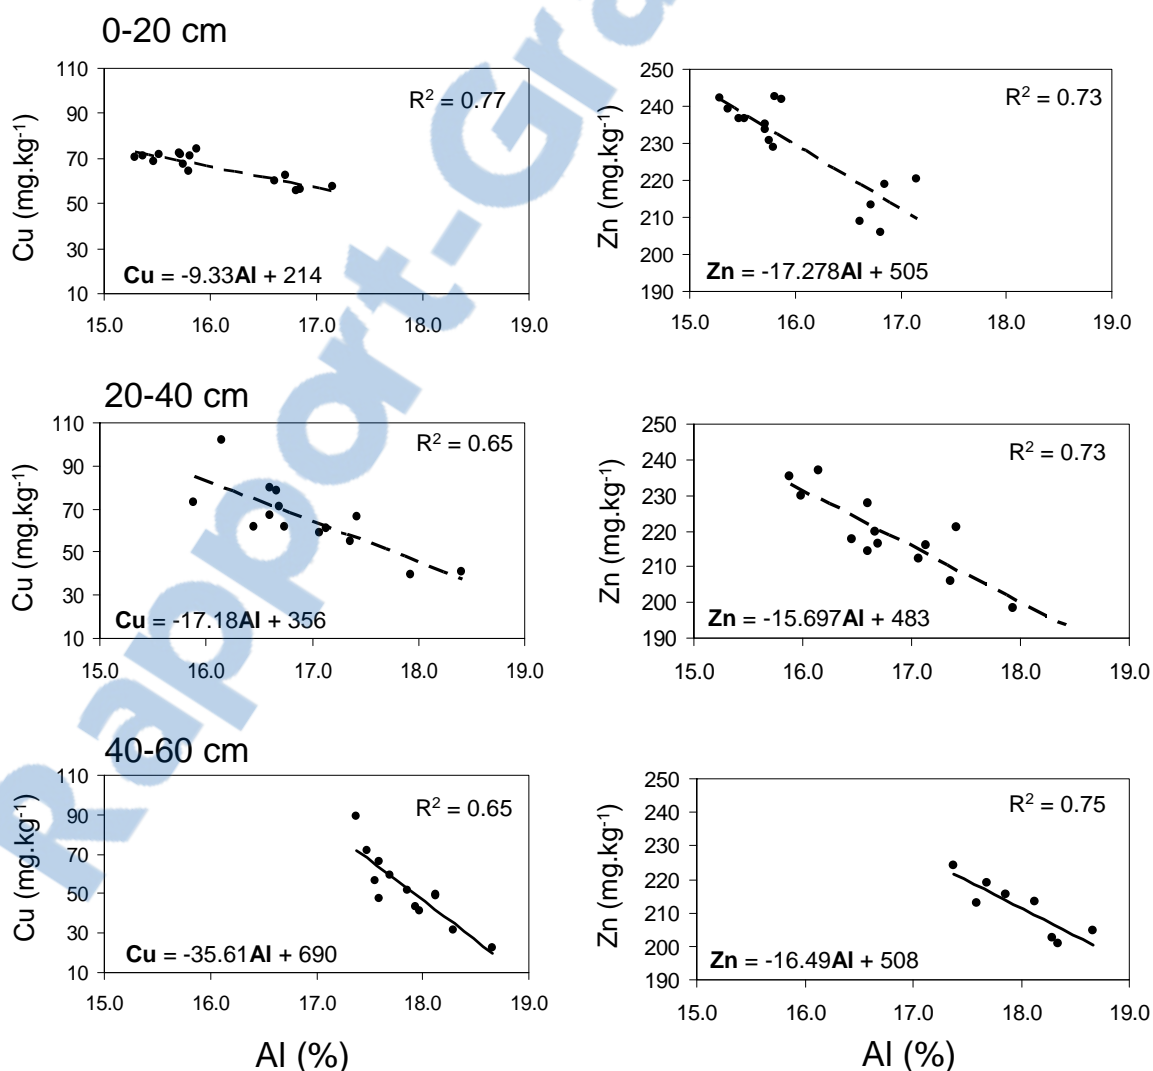 0-20 cm
110
90
70
50
30
10
Cu (mg.kg-1)
R2 = 0.77
Cu = -9.33Al + 214
15.0 16.0 17.0 18.0 19.0
250
240
230
220
210
200
190
Zn (mg.kg-1)
R2 = 0.73
Zn = -17.278Al + 505
15.0 16.0 17.0 18.0 19.0
20-40 cm
110
90
70
50
30
10
Cu (mg.kg-1)
R2 = 0.65
Cu = -17.18Al + 356
15.0 16.0 17.0 18.0 19.0
250
240
230
220
210
200
190
Zn (mg.kg-1)
R2 = 0.73
Zn = -15.697Al + 483
15.0 16.0 17.0 18.0 19.0
40-60 cm
110
90
70
50
30
10
Cu (mg.kg-1)
R2 = 0.65
Cu = -35.61Al + 690
15.0 16.0 17.0 18.0 19.0
Al (%)
250
240
230
220
210
200
190
Zn (mg.kg-1)
R2 = 0.75
Zn = -16.49Al + 508
15.0 16.0 17.0 18.0 19.0
Al (%)
Rapport-Gra